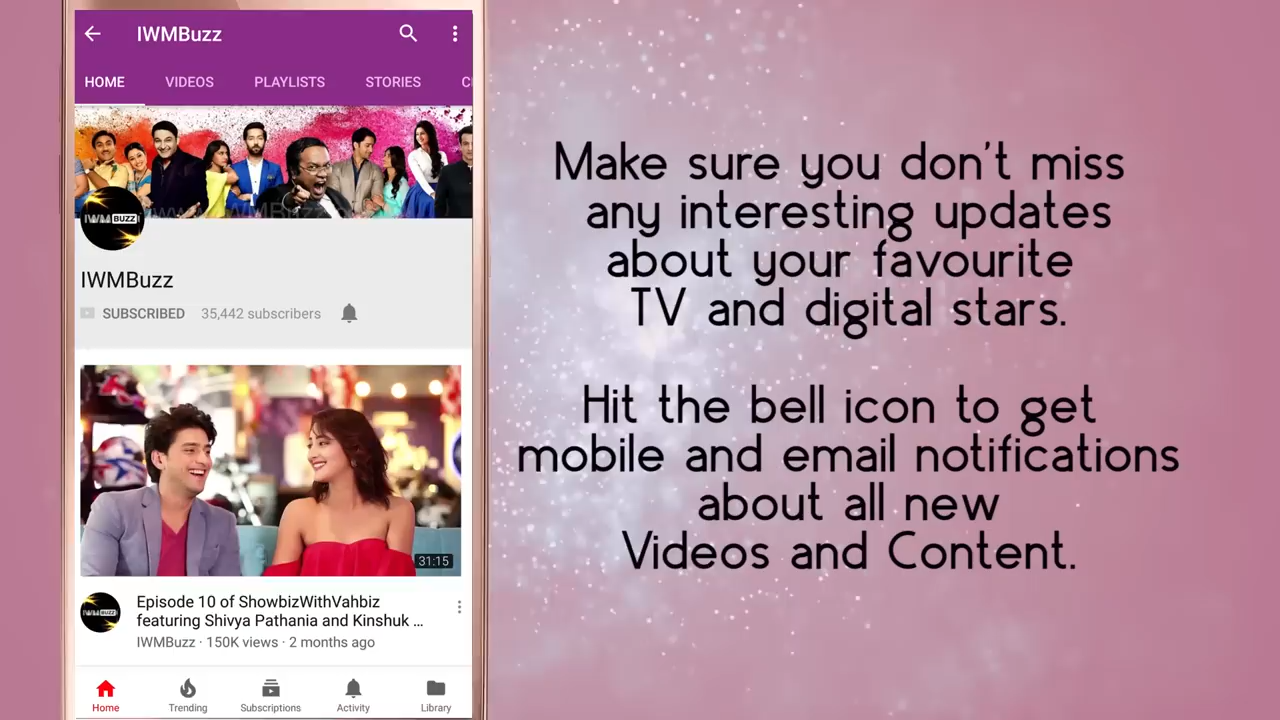 IWMBuzz
HOME VIDEOS PLAYLISTS STORIES
IWMBUZZ
IWMBuzz
SUBSCRIBED 35,442 subscribers
31:15
Episode 10 of ShowbizWithVahbiz
featuring Shivya Pathania and Kinshuk ...
IWMBuzz · 150K views · 2 months ago
Home Trending Subscriptions Activity Library
Make sure you don't miss
any interesting updates
about your favourite
TV and digital stars.
Hit the bell icon to get
mobile and email notifications
about all new
Videos and Content.